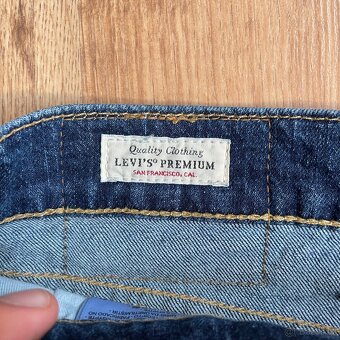 Quality Clothing
LEVI'S® PREMIUM
SAN FRANCISCO, CAL.